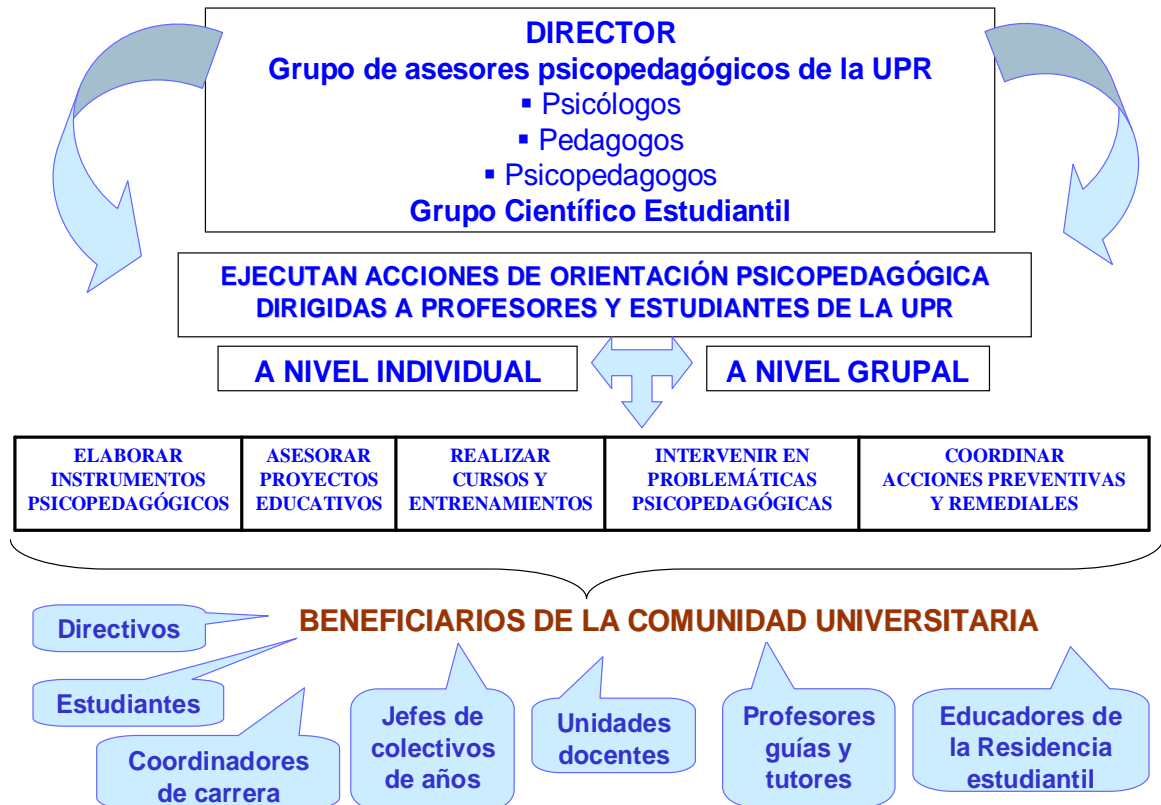 DIRECTOR
Grupo de asesores psicopedagógicos de la UPR
▪ Psicólogos
▪ Pedagogos
▪ Psicopedagogos
Grupo Científico Estudiantil
EJECUTAN ACCIONES DE ORIENTACIÓN PSICOPEDAGÓGICA
DIRIGIDAS A PROFESORES Y ESTUDIANTES DE LA UPR
A NIVEL INDIVIDUAL
A NIVEL GRUPAL
ELABORAR
INSTRUMENTOS
PSICOPEDAGÓGICOS
ASESORAR
PROYECTOS
EDUCATIVOS
REALIZAR
CURSOS Y
ENTRENAMIENTOS
INTERVENIR EN
PROBLEMÁTICAS
PSICOPEDAGÓGICAS
COORDINAR
ACCIONES PREVENTIVAS
Y REMEDIALES
BENEFICIARIOS DE LA COMUNIDAD UNIVERSITARIA
Directivos
Estudiantes
Coordinadores
de carrera
Jefes de
colectivos
de años
Unidades
docentes
Profesores
guías y
tutores
Educadores de
la Residencia
estudiantil